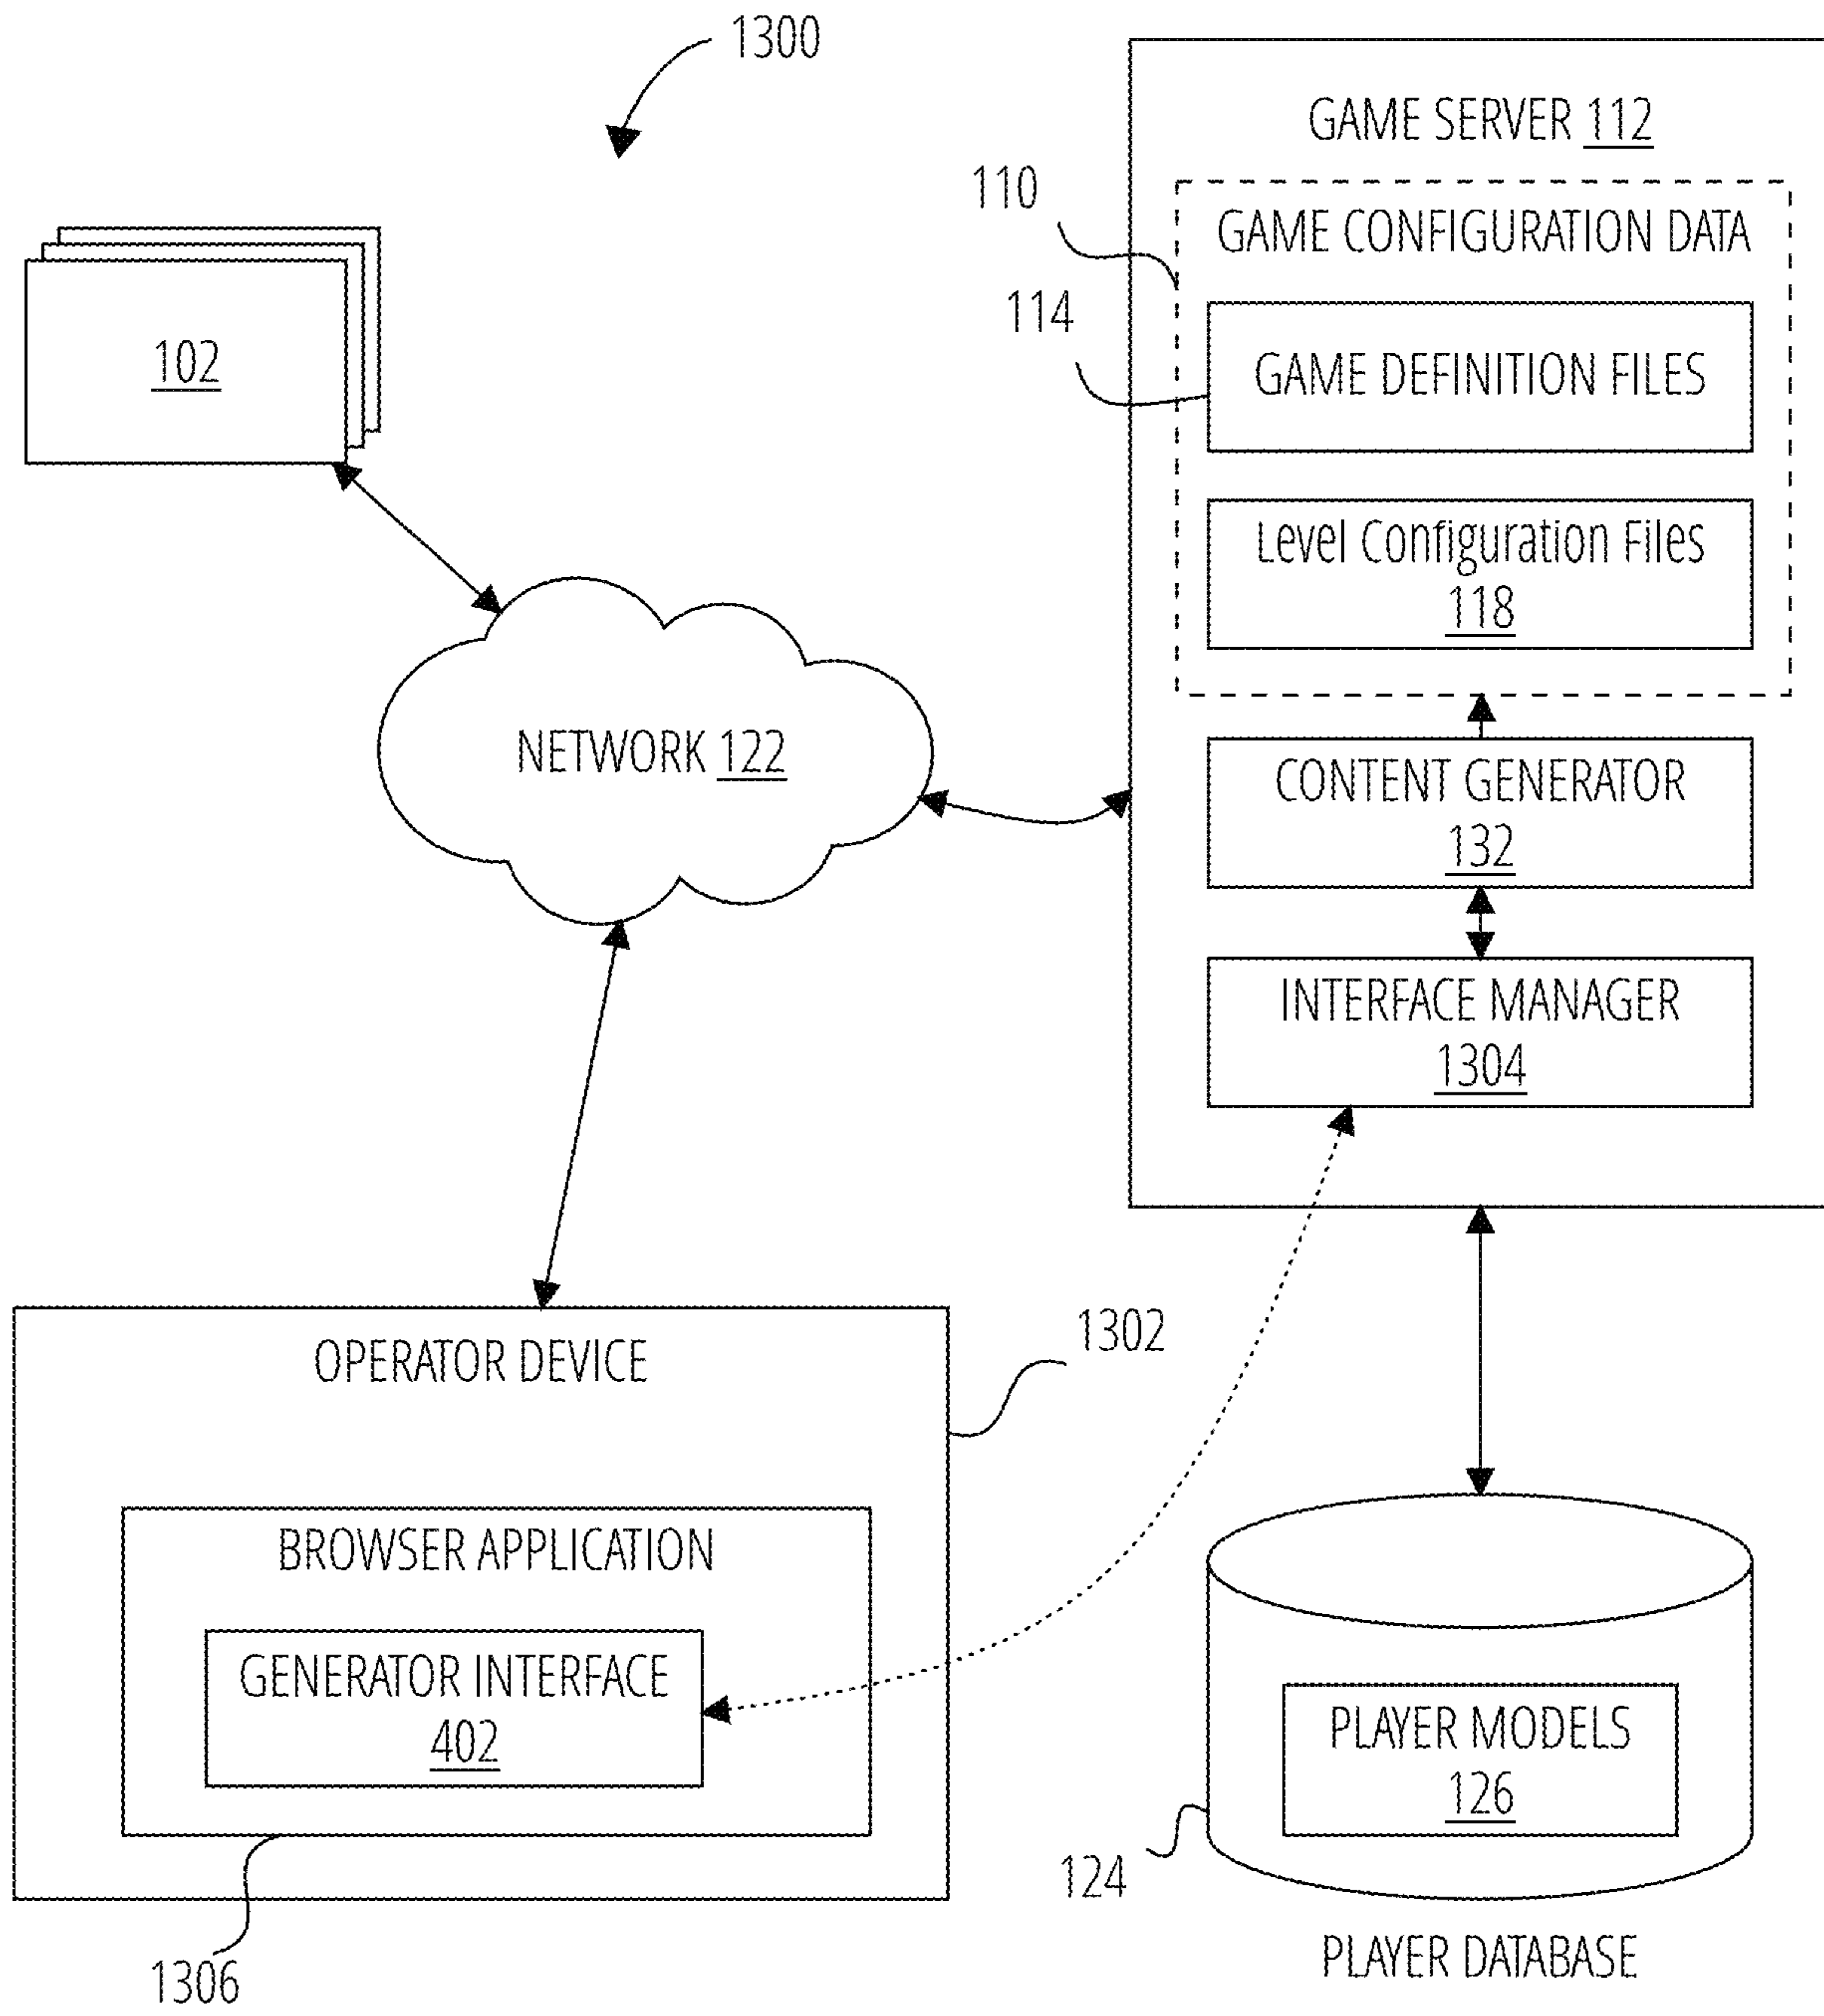 1300
GAME SERVER 112
110
GAME CONFIGURATION DATA
114
GAME DEFINITION FILES
102
Level Configuration Files
118
NETWORK 122
CONTENT GENERATOR
132
INTERFACE MANAGER
1304
1302
OPERATOR DEVICE
BROWSER APPLICATION
GENERATOR INTERFACE
402
PLAYER MODELS
126
124
1306
PLAYER DATABASE